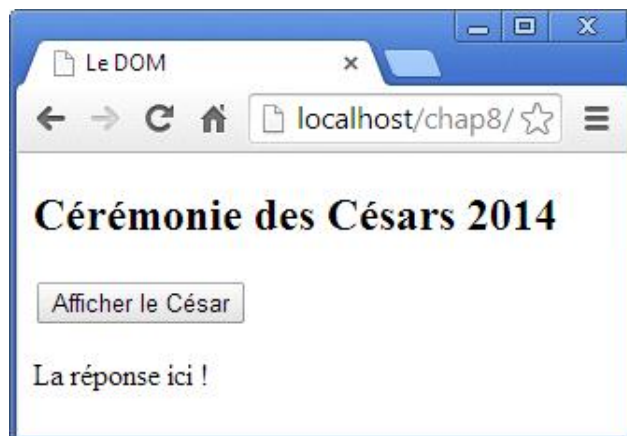 Le DOM
localhost/chap8/
Cérémonie des Césars 2014
Afficher le César
La réponse ici !